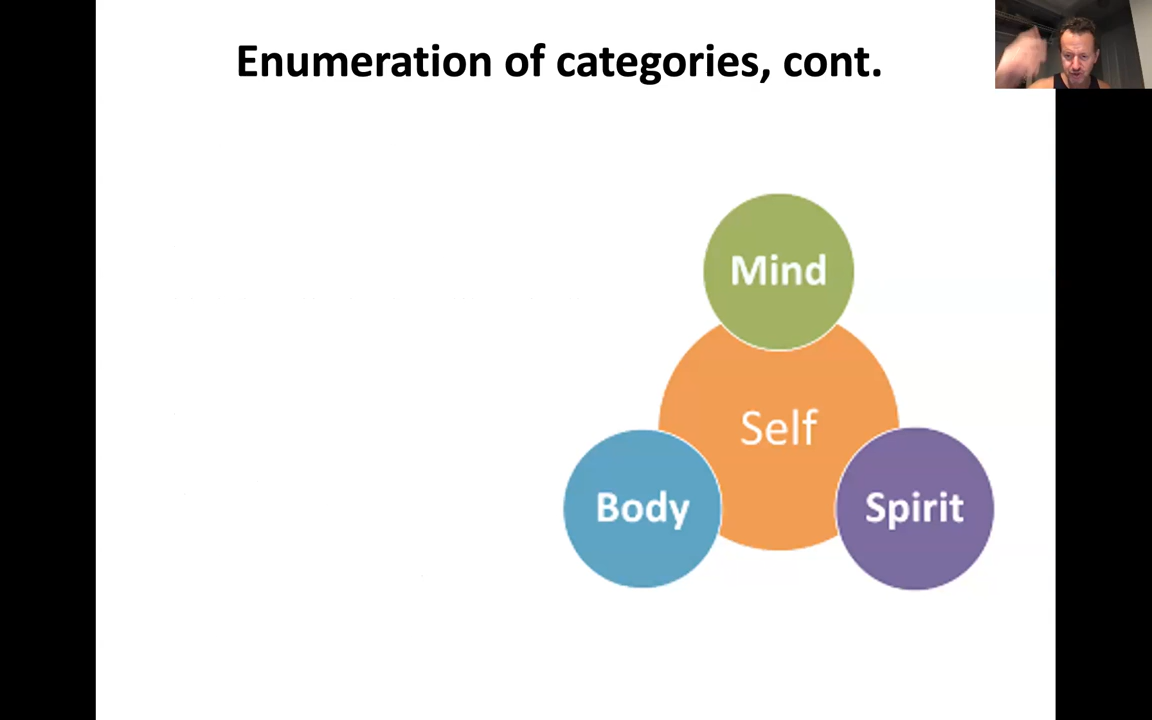 Enumeration of categories, cont.
Mind
Self
Body
Spirit